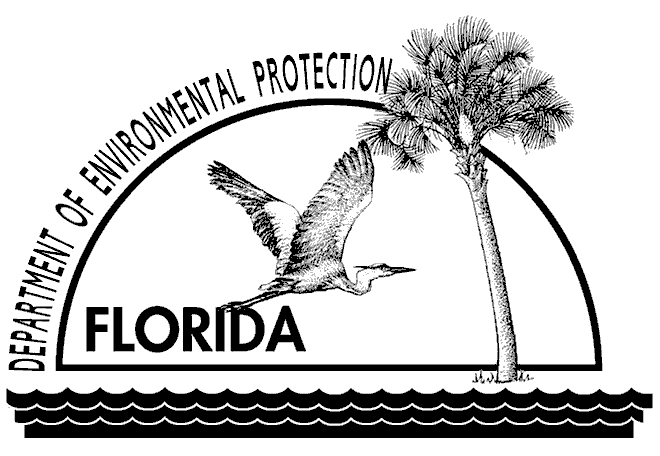 DEPARTMENT OF ENVIRONMENTAL PROTECTION
FLORIDA